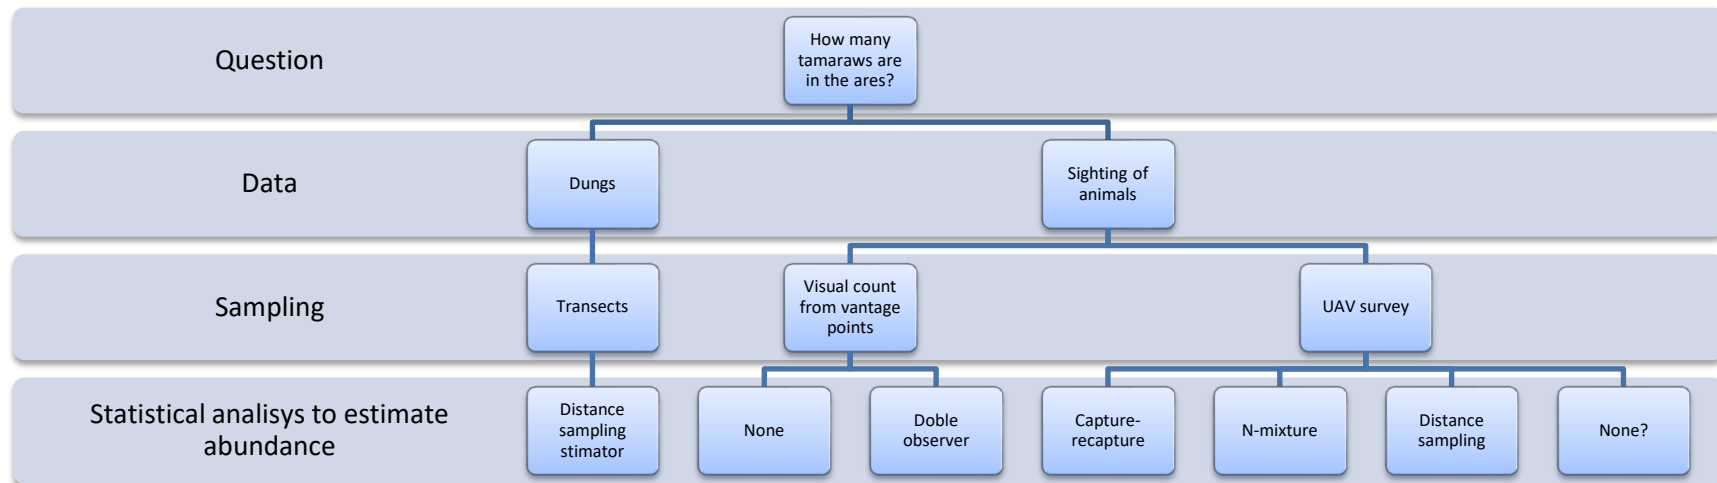 Question
How many
tamaraws are
in the ares?
Data
Dungs
Sighting of
animals
Sampling
Transects
Visual count
from vantage
points
UAV survey
Statistical analisys to estimate
abundance
Distance
sampling
stimator
None
Doble
observer
Capture-
recapture
N-mixture
Distance
sampling
None?